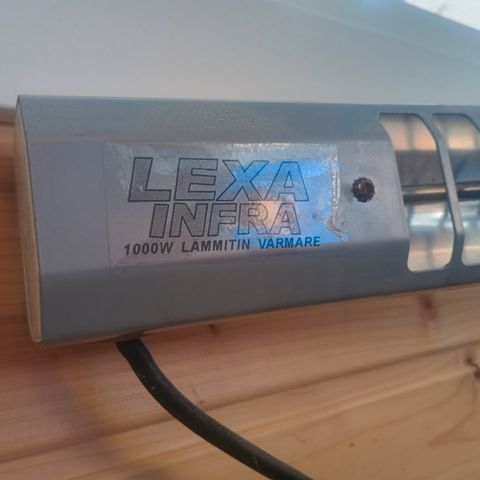 LEXA
INFRA
1000W LÄMMITIN VÄRMARE